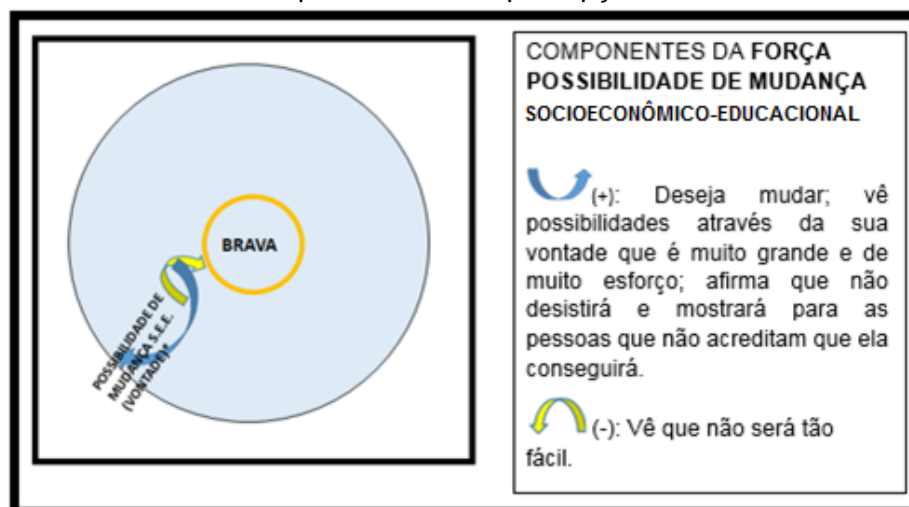 BRAVA
POSSIBILIDADE DE
MUDANÇA S.E.E.
(VONTADE)*
COMPONENTES DA FORÇA
POSSIBILIDADE DE MUDANÇA
SOCIOECONÔMICO-EDUCACIONAL
(+): Deseja mudar; vê
possibilidades através da sua
vontade que é muito grande e de
muito esforço; afirma que não
desistirá e mostrará para as
pessoas que não acreditam que ela
conseguirá.
(-): Vê que não será tão
fácil.